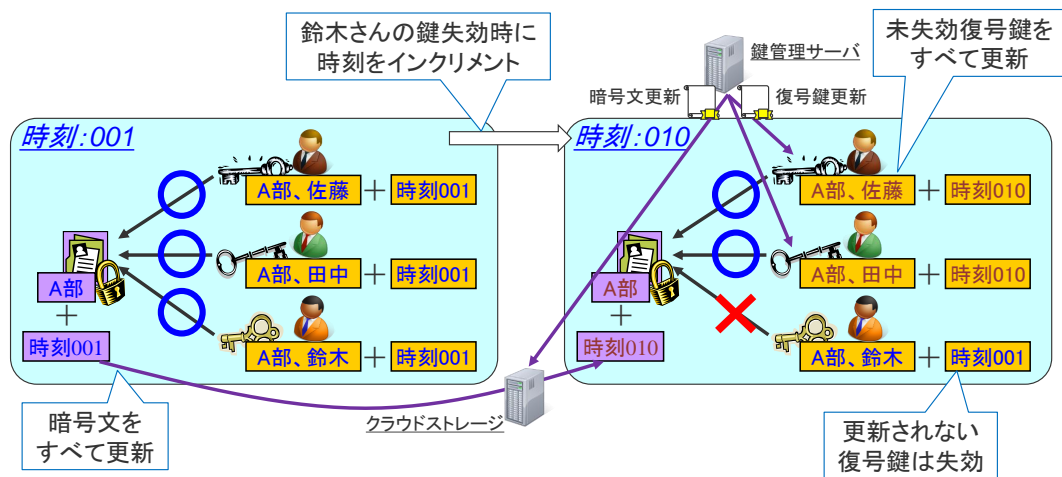 鈴木さんの鍵失効時に
時刻をインクリメント
鍵管理サーバ
未失効復号鍵を
すべて更新
暗号文更新
復号鍵更新
時刻:001
A部、佐藤
+
時刻001
A部、田中
+
時刻001
A部
+
時刻001
A部、鈴木
+
時刻001
時刻:010
A部、佐藤
+
時刻010
A部、田中
+
時刻010
A部
+
時刻010
A部、鈴木
+
時刻001
クラウドストレージ
暗号文を
すべて更新
更新されない
復号鍵は失効